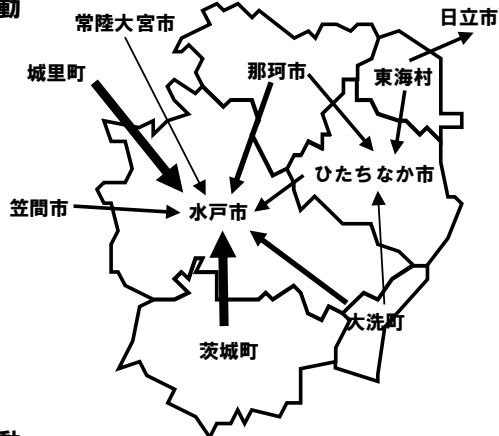 動
常陸大宮市
日立市
城里町
那珂市
東海村
ひたちなか市
笠間市
水戸市
大洗町
茨城町